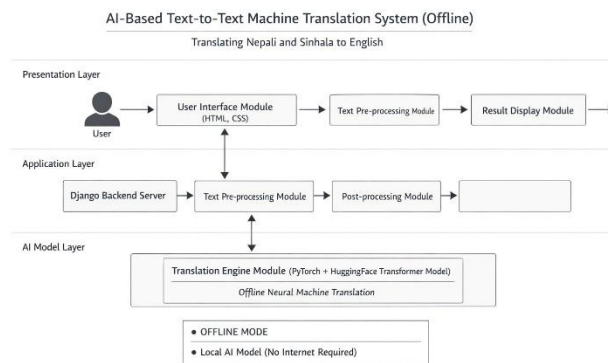 AI-Based Text-to-Text Machine Translation System (Offline)
Translating Nepali and Sinhala to English
Presentation Layer
User
User Interface Module
(HTML, CSS)
Text Pre-processing Module
Result Display Module
Application Layer
Django Backend Server
Text Pre-processing Module
Post-processing Module
AI Model Layer
Translation Engine Module (PyTorch + HuggingFace Transformer Model)
Offline Neural Machine Translation
• OFFLINE MODE
• Local AI Model (No Internet Required)